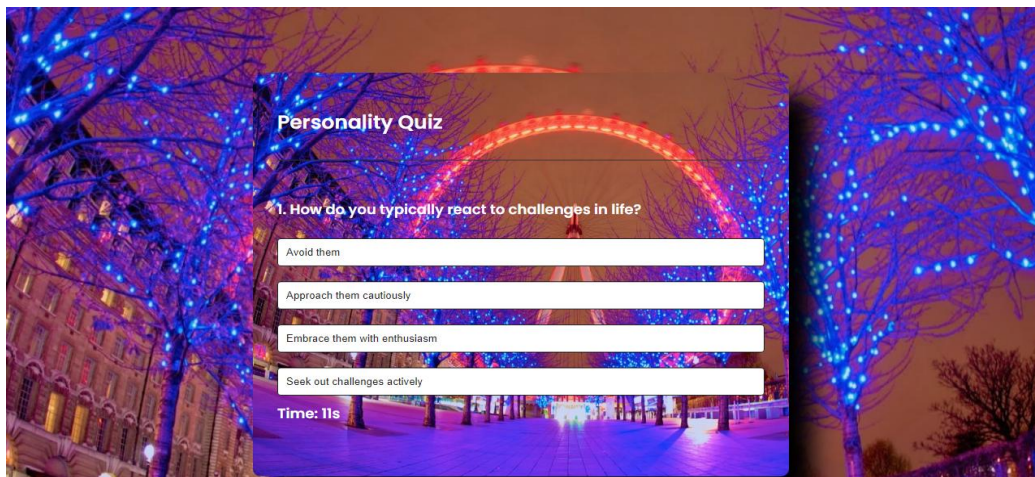 Personality Quiz
1. How do you typically react to challenges in life?
Avoid them
Approach them cautiously
Embrace them with enthusiasm
Seek out challenges actively
Time: 11s